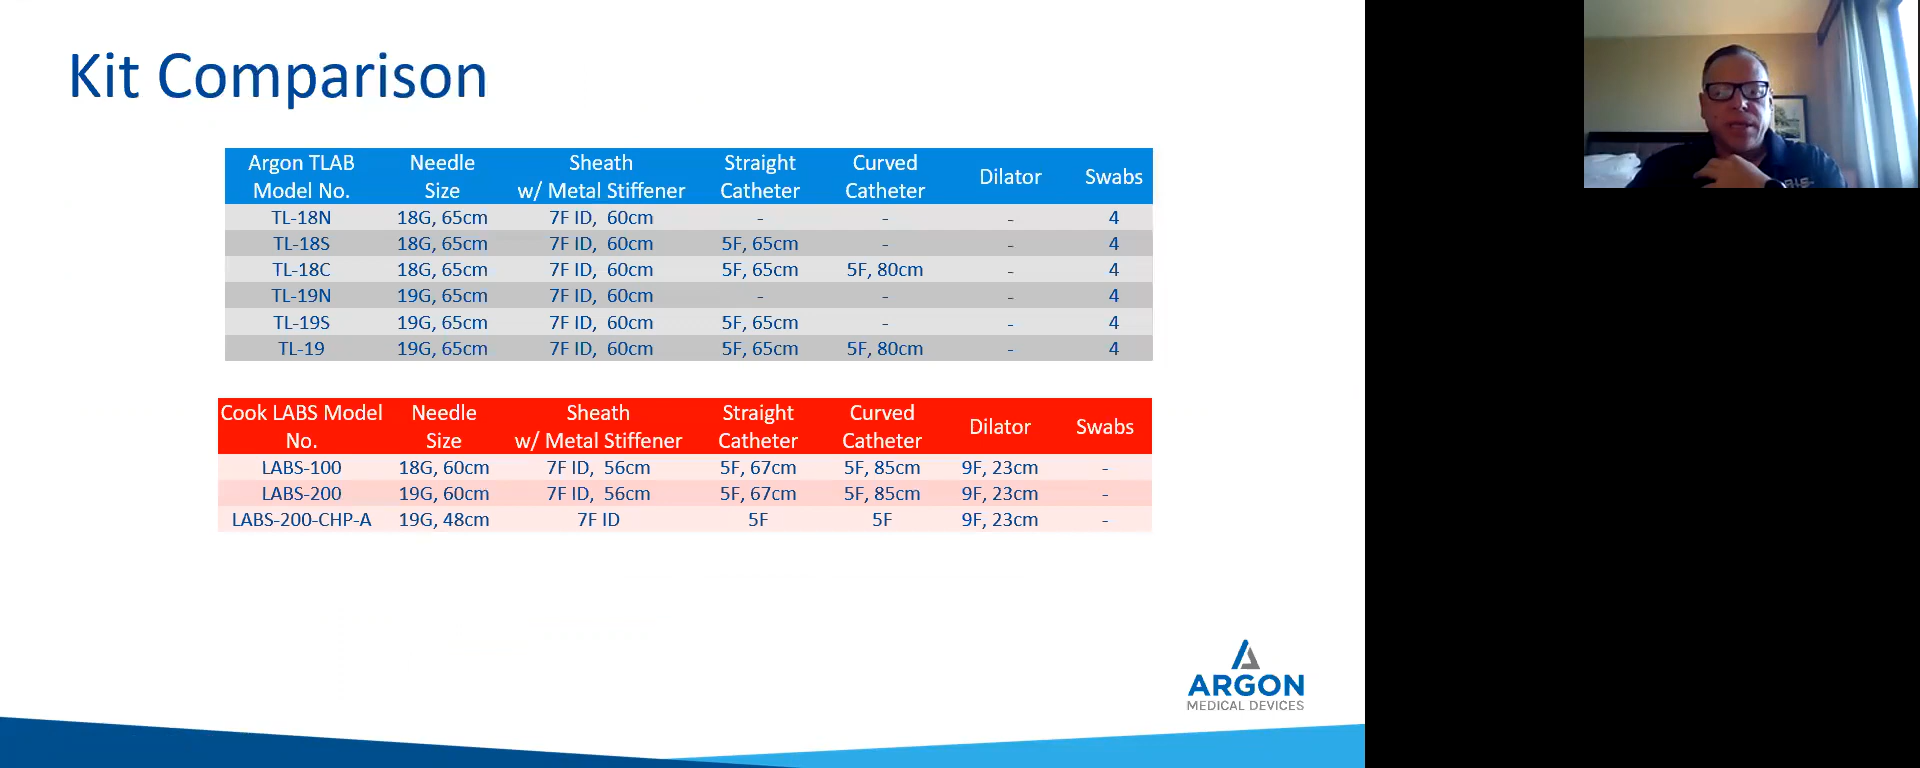 Kit Comparison
Argon TLAB Model No. Needle Size Sheath w/ Metal Stiffener Straight Catheter Curved Catheter Dilator Swabs
TL-18N 18G, 65cm 7F ID, 60cm - - - 4
TL-18S 18G, 65cm 7F ID, 60cm 5F, 65cm - - 4
TL-18C 18G, 65cm 7F ID, 60cm 5F, 65cm 5F, 80cm - 4
TL-19N 19G, 65cm 7F ID, 60cm - - - 4
TL-19S 19G, 65cm 7F ID, 60cm 5F, 65cm - - 4
TL-19 19G, 65cm 7F ID, 60cm 5F, 65cm 5F, 80cm - 4
Cook LABS Model No. Needle Size Sheath w/ Metal Stiffener Straight Catheter Curved Catheter Dilator Swabs
LABS-100 18G, 60cm 7F ID, 56cm 5F, 67cm 5F, 85cm 9F, 23cm -
LABS-200 19G, 60cm 7F ID, 56cm 5F, 67cm 5F, 85cm 9F, 23cm -
LABS-200-CHP-A 19G, 48cm 7F ID 5F 5F 9F, 23cm -
ARGON
MEDICAL DEVICES